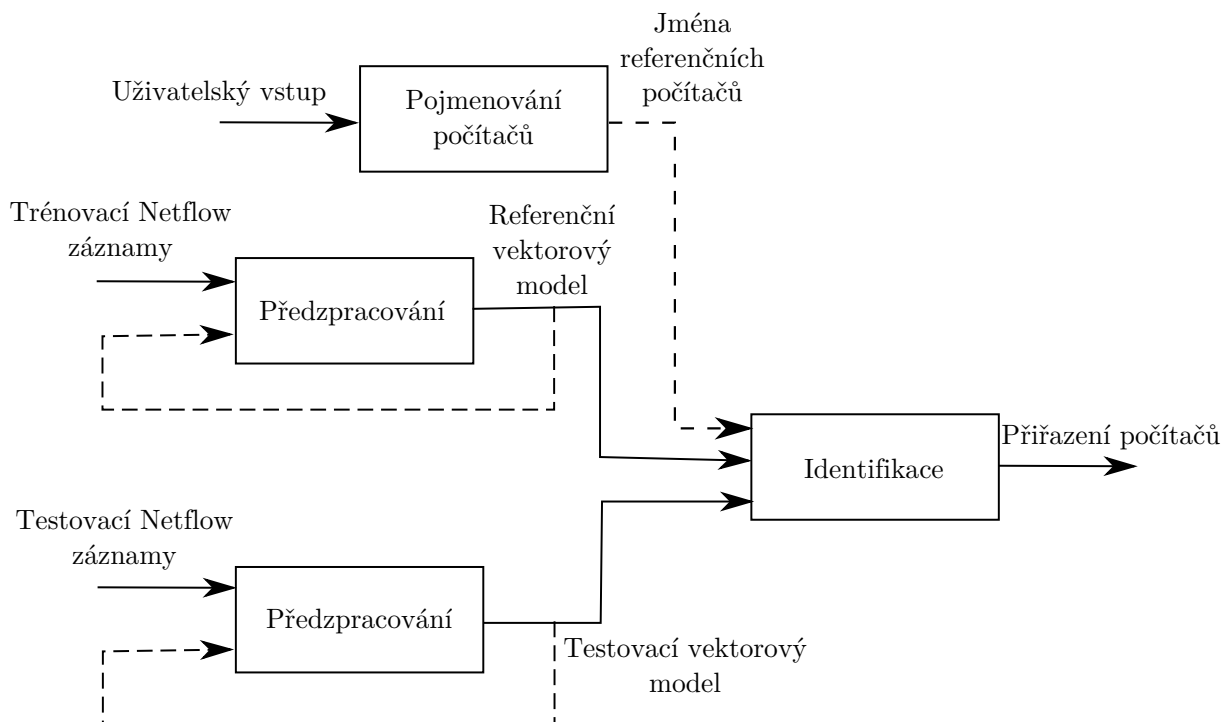 Jména
referenčních
počítačů
Uživatelský vstup
Pojmenování
počítačů
Trénovací Netflow
záznamy
Referenční
vektorový
model
Předzpracování
Přiřazení počítačů
Identifikace
Testovací Netflow
záznamy
Předzpracování
Testovací vektorový
model